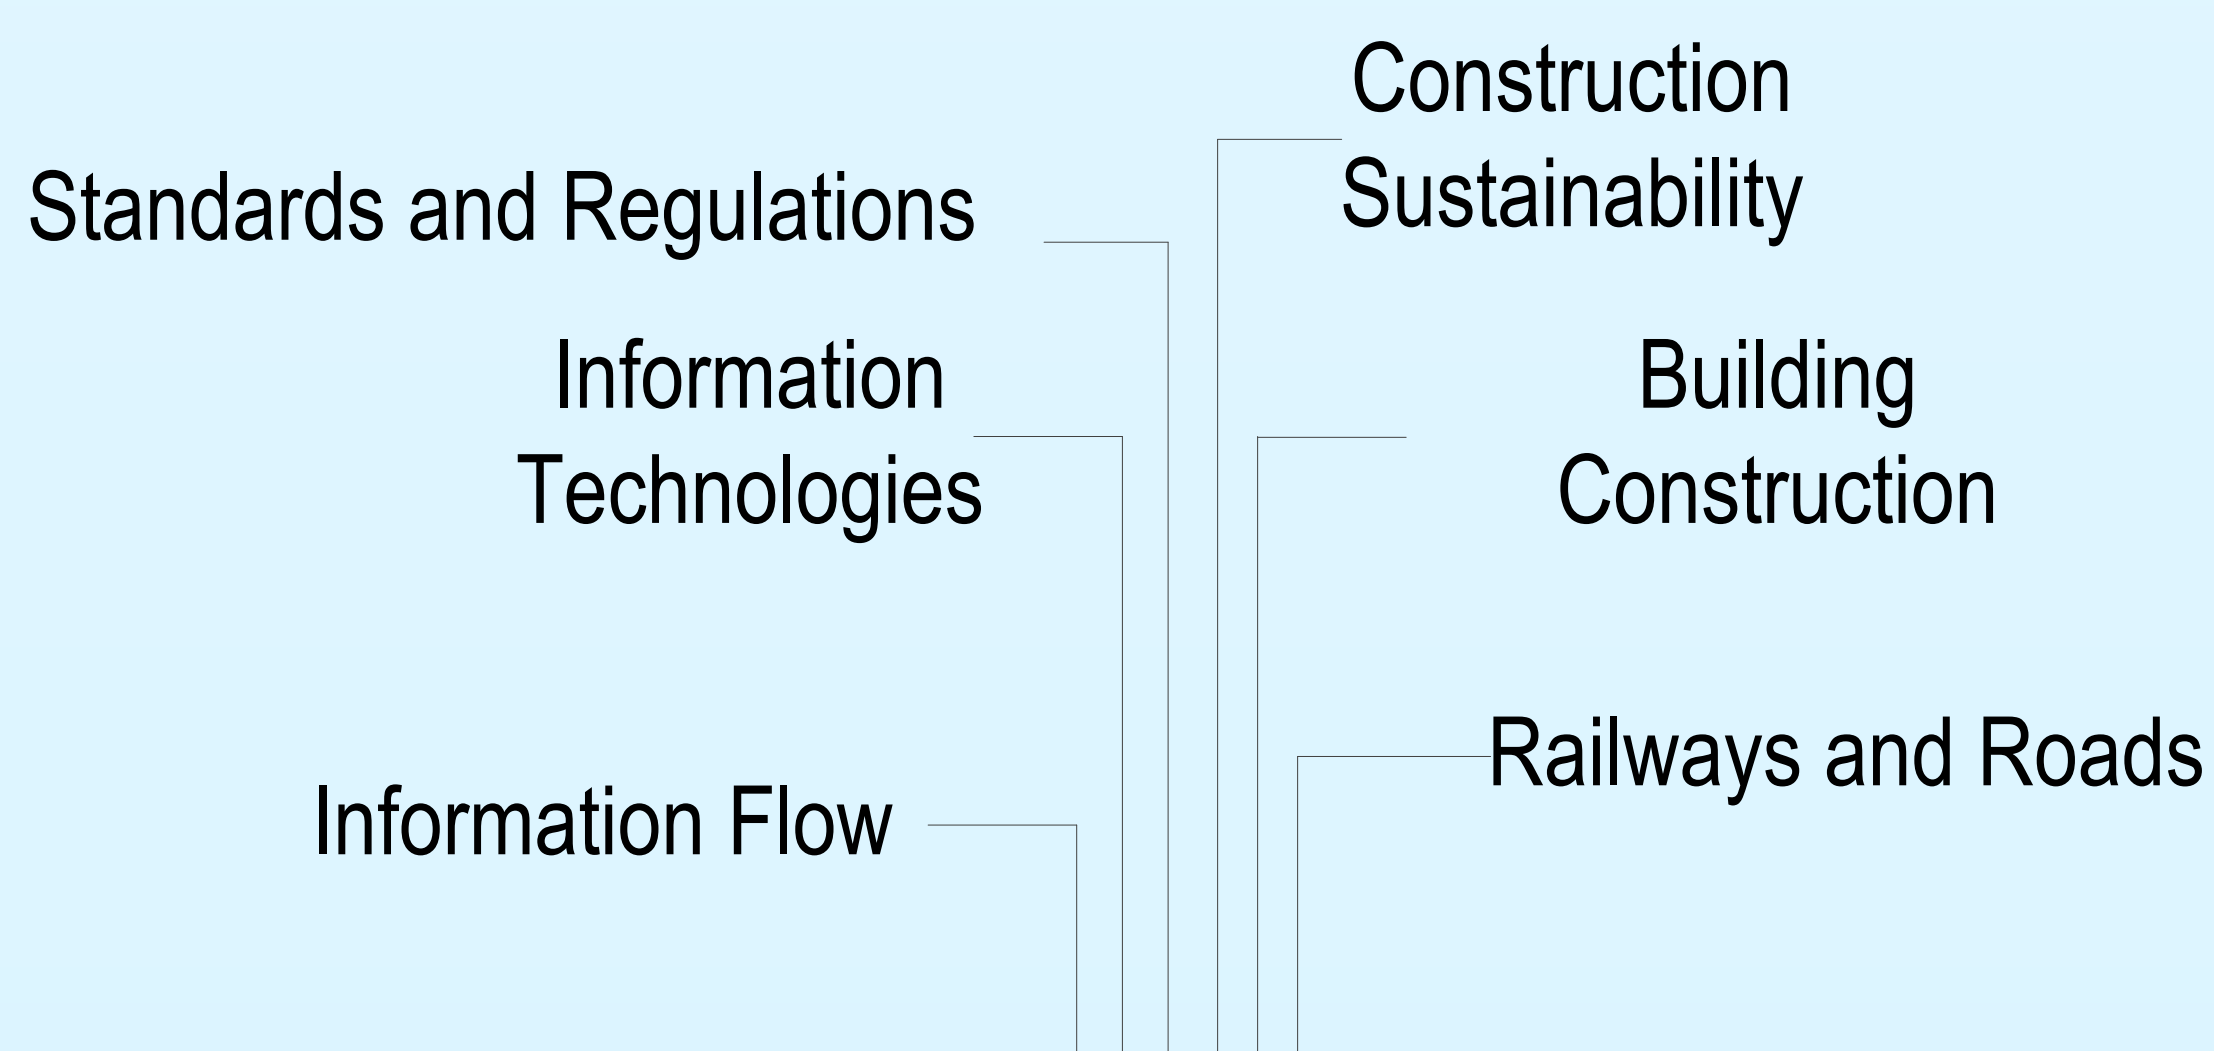 Construction
Sustainability
Standards and Regulations
Information
Technologies
Building
Construction
Railways and Roads
Information Flow